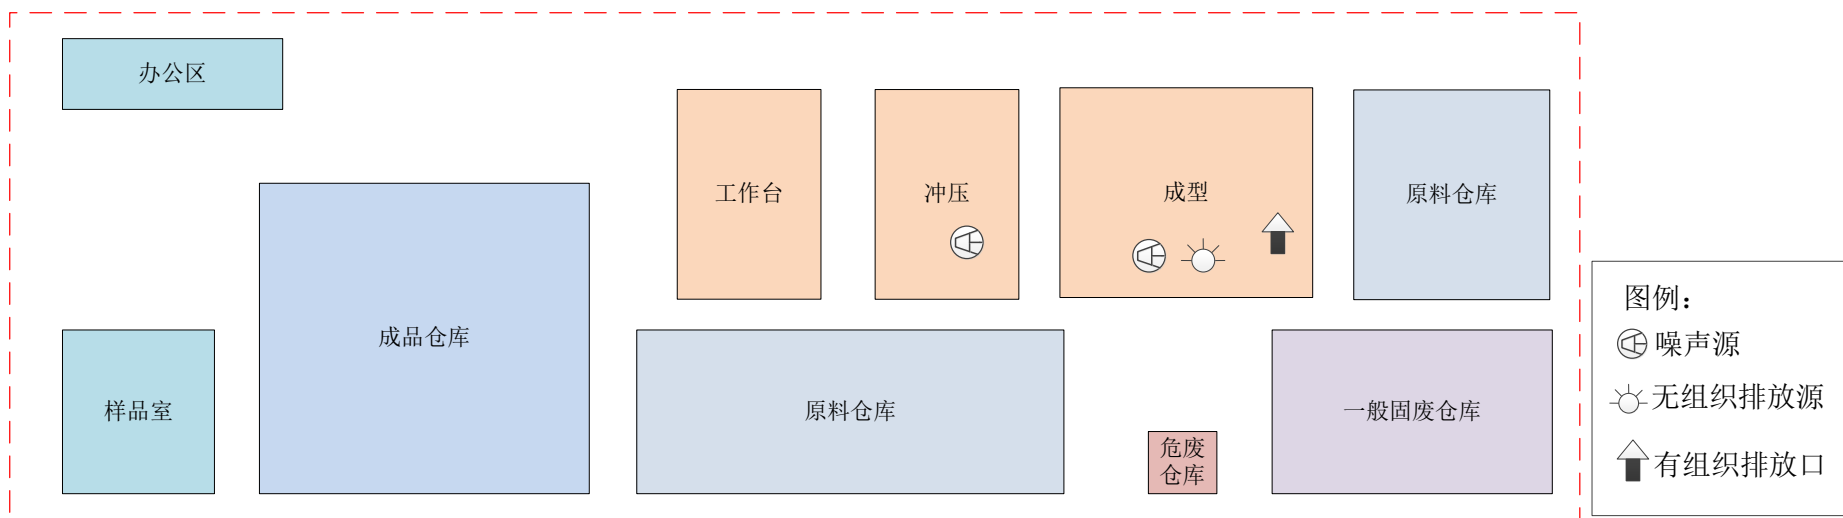 办公区
工作台
冲压
成型
原料仓库
成品仓库
样品室
原料仓库
一般固废仓库
危废
仓库
图例：
噪声源
无组织排放源
有组织排放口